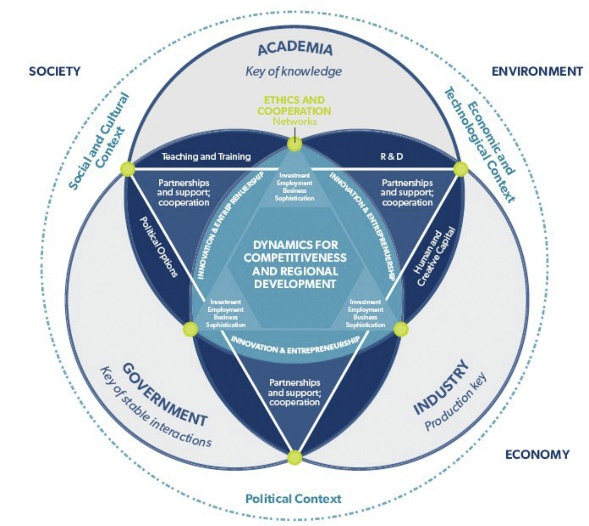 ACADEMIA
Key of knowledge
SOCIETY
ENVIRONMENT
ETHICS AND
COOPERATION
Networks
Social and Cultural
Context
Economic and
Technological Context
Teaching and Training
R & D
Partnerships
and support;
cooperation
Investment
Employment
Business
Sophistication
Partnerships
and support;
cooperation
INNOVATION & ENTREPRENUERSHIP
INNOVATION & ENTREPRENUERSHIP
Political Options
Human and
Creative Capital
DYNAMICS FOR
COMPETITIVENESS
AND REGIONAL
DEVELOPMENT
Investment
Employment
Business
Sophistication
Investment
Employment
Business
Sophistication
INNOVATION & ENTREPRENEURSHIP
Partnerships
and support;
cooperation
GOVERNMENT
Key of stable interactions
INDUSTRY
Production key
ECONOMY
Political Context